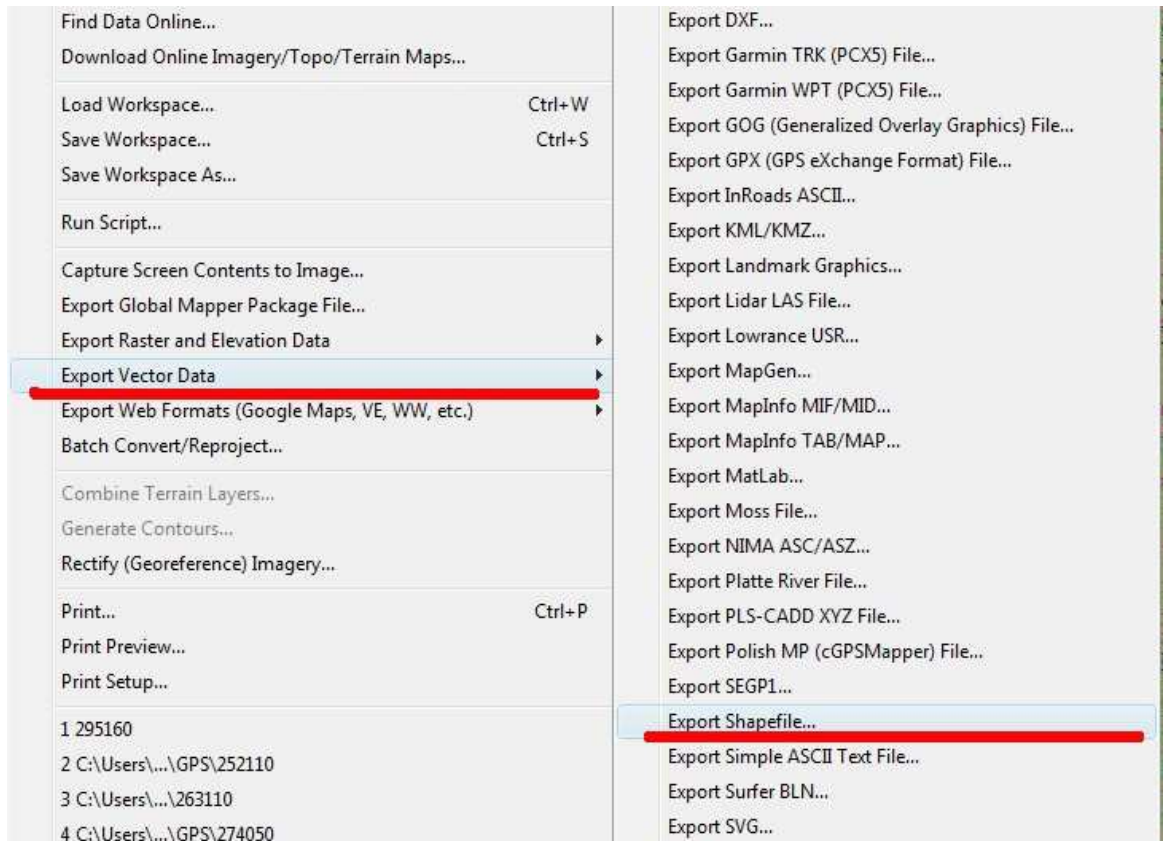 Find Data Online...
Download Online Imagery/Topo/Terrain Maps...
Load Workspace... Ctrl+W
Save Workspace... Ctrl+S
Save Workspace As...
Run Script...
Capture Screen Contents to Image...
Export Global Mapper Package File...
Export Raster and Elevation Data
Export Vector Data
Export Web Formats (Google Maps, VE, WW, etc.)
Batch Convert/Reproject...
Combine Terrain Layers...
Generate Contours...
Rectify (Georeference) Imagery...
Print... Ctrl+P
Print Preview...
Print Setup...
1 295160
2 C:\Users\...\GPS\252110
3 C:\Users\...\263110
4 C:\Users\...\GPS\274050
Export DXF...
Export Garmin TRK (PCX5) File...
Export Garmin WPT (PCX5) File...
Export GOG (Generalized Overlay Graphics) File...
Export GPX (GPS eXchange Format) File...
Export InRoads ASCII...
Export KML/KMZ...
Export Landmark Graphics...
Export Lidar LAS File...
Export Lowrance USR...
Export MapGen...
Export MapInfo MIF/MID...
Export MapInfo TAB/MAP...
Export MatLab...
Export Moss File...
Export NIMA ASC/ASZ...
Export Platte River File...
Export PLS-CADD XYZ File...
Export Polish MP (cGPSMapper) File...
Export SEGP1...
Export Shapefile...
Export Simple ASCII Text File...
Export Surfer BLN...
Export SVG...